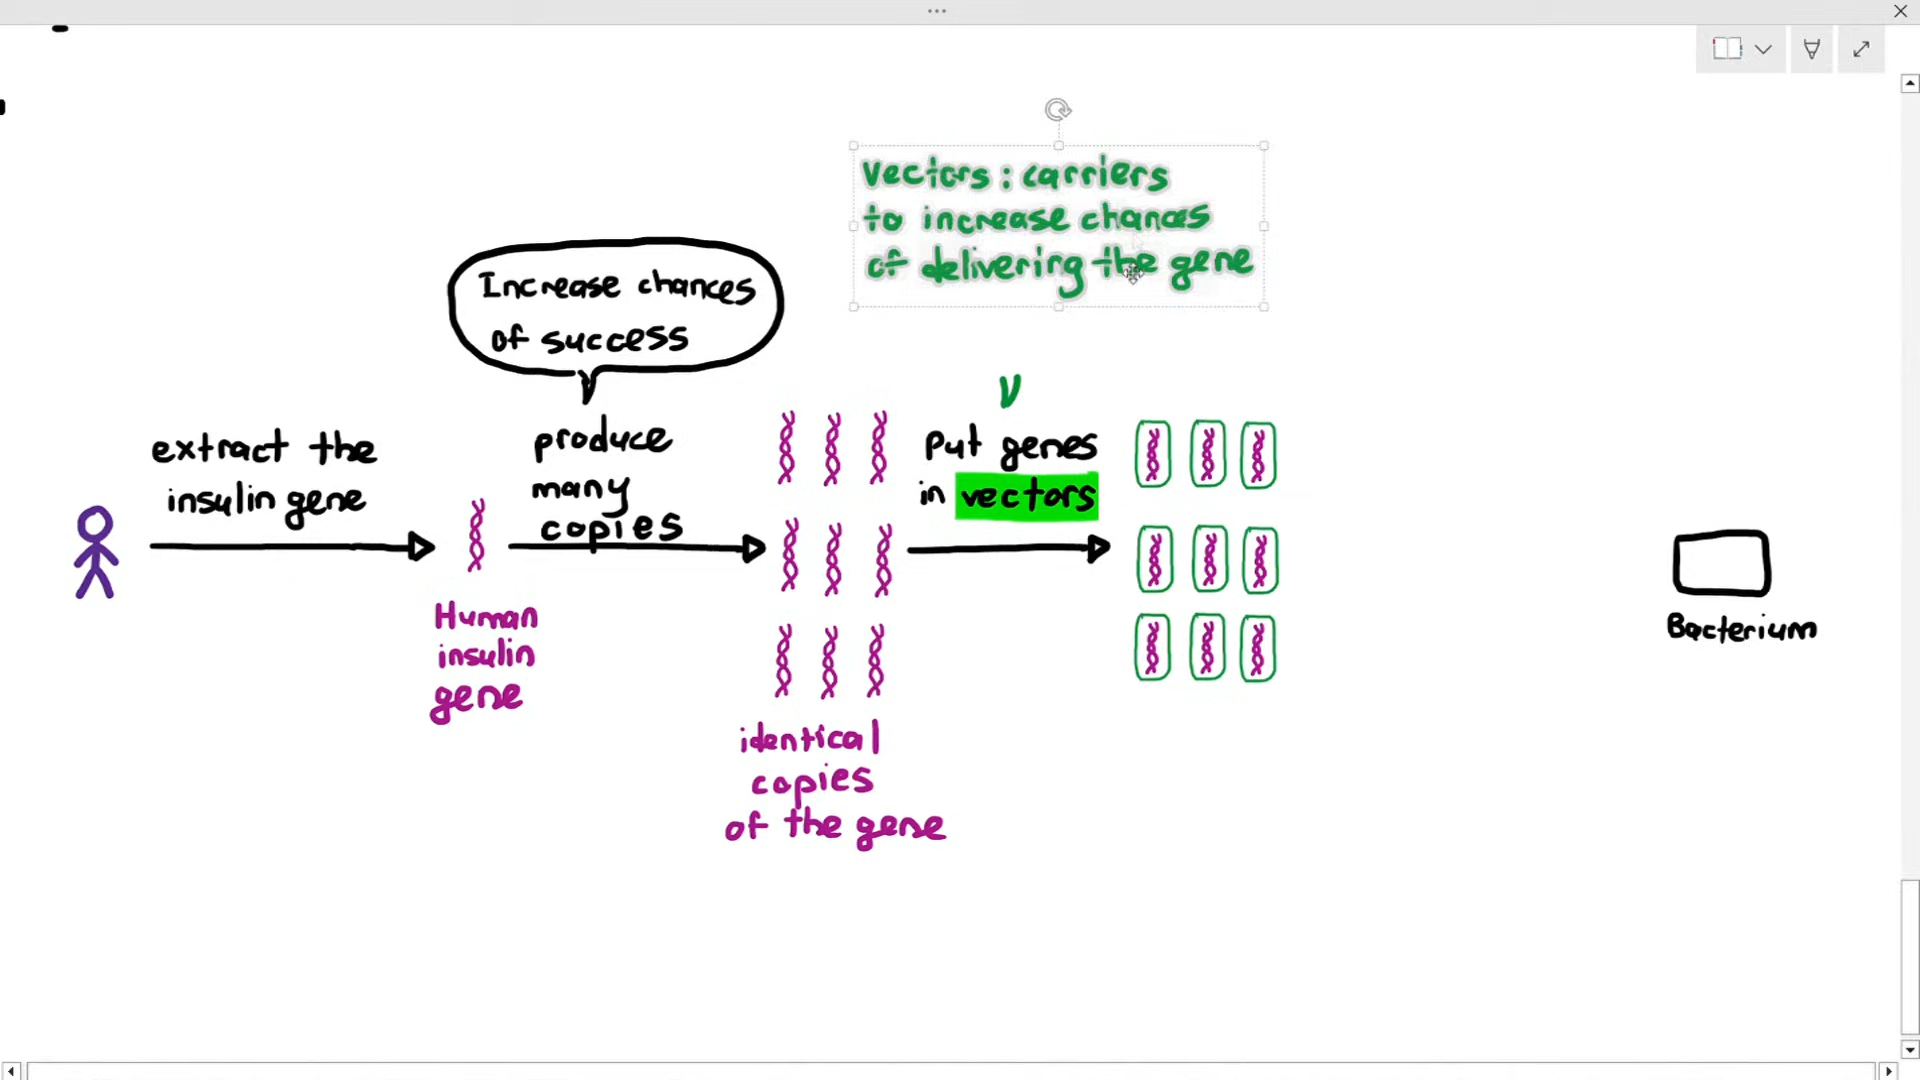 Vectors : carriers
to increase chances
of delivering the gene
Increase chances
of success
extract the
insulin gene
produce
many
copies
Put genes
in vectors
Human
insulin
gene
identical
copies
of the gene
Bacterium